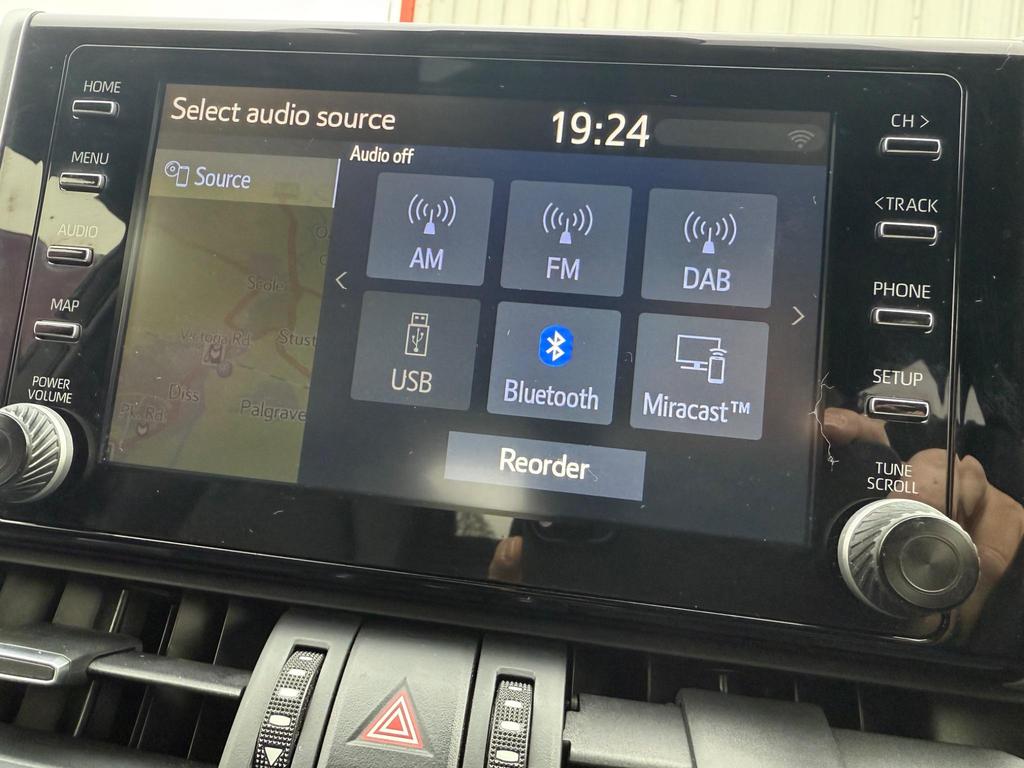 HOME
MENU
AUDIO
MAP
POWER
VOLUME
Select audio source
19:24
Source
Audio off
AM
FM
DAB
USB
Bluetooth
Miracast™
Reorder
Scole
Victoria Rd
Stust
Diss
Palgrave
CH >
<TRACK
PHONE
SETUP
TUNE
SCROLL